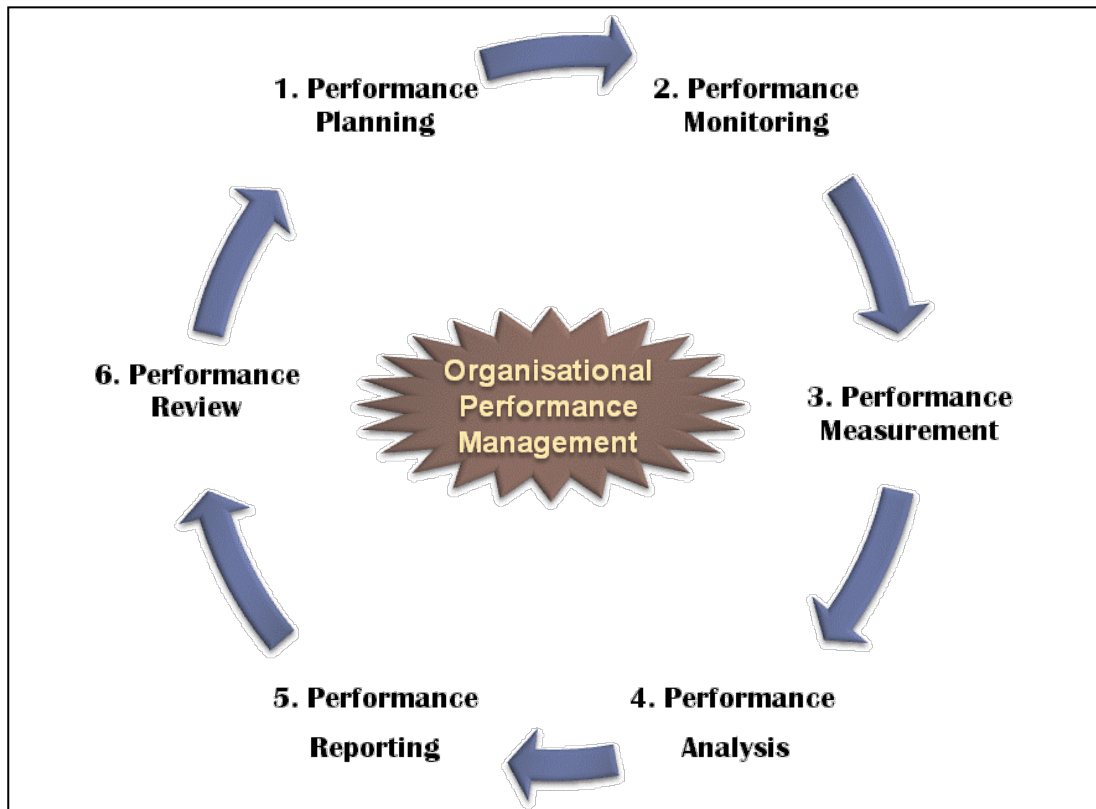 1. Performance
Planning
2. Performance
Monitoring
3. Performance
Measurement
4. Performance
Analysis
5. Performance
Reporting
6. Performance
Review
Organisational
Performance
Management